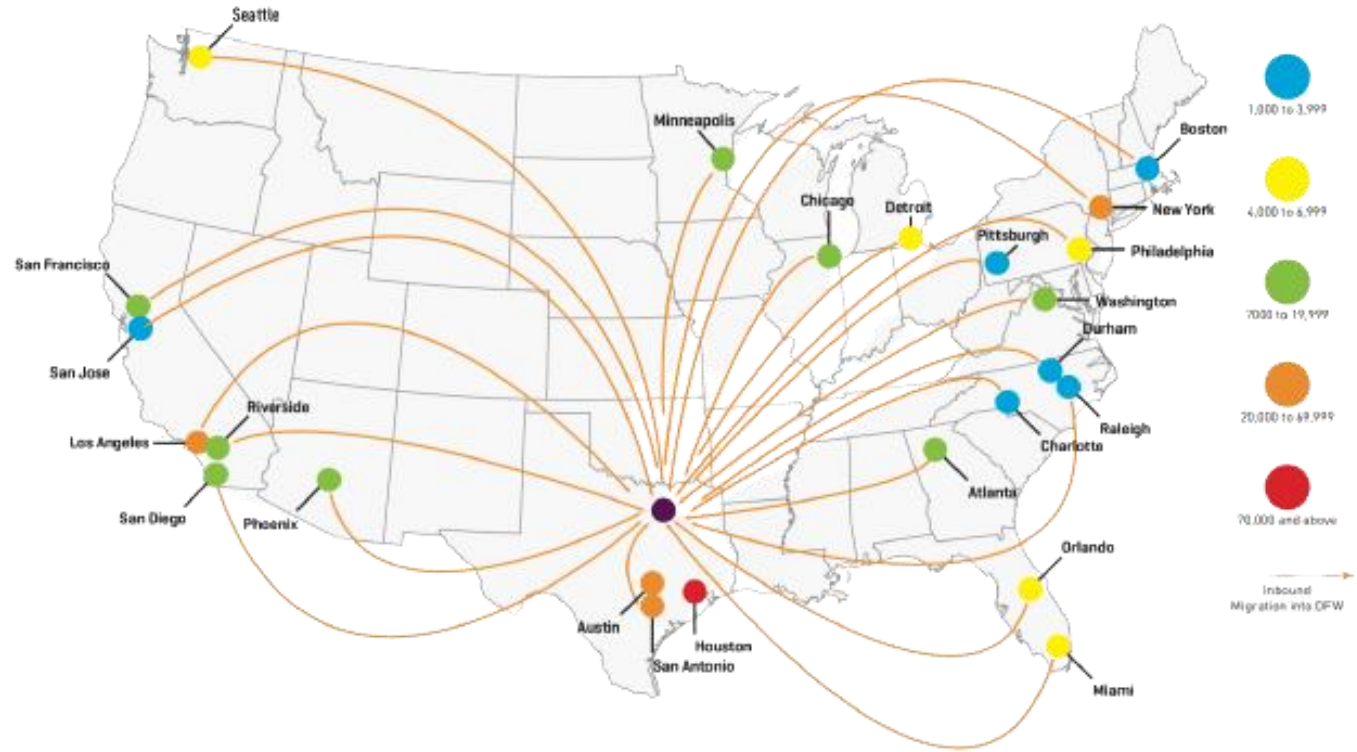 Seattle
Minneapolis
Boston
1,000 to 3,999
Chicago
Detroit
New York
4,000 to 6,999
Pittsburgh
Philadelphia
San Francisco
Washington
7000 to 19,999
Durham
San Jose
Riverside
Los Angeles
Raleigh
Charlotte
20,000 to 69,999
San Diego
Phoenix
Atlanta
70,000 and above
Orlando
Inbound
Migration into DFW
Austin
Houston
San Antonio
Miami